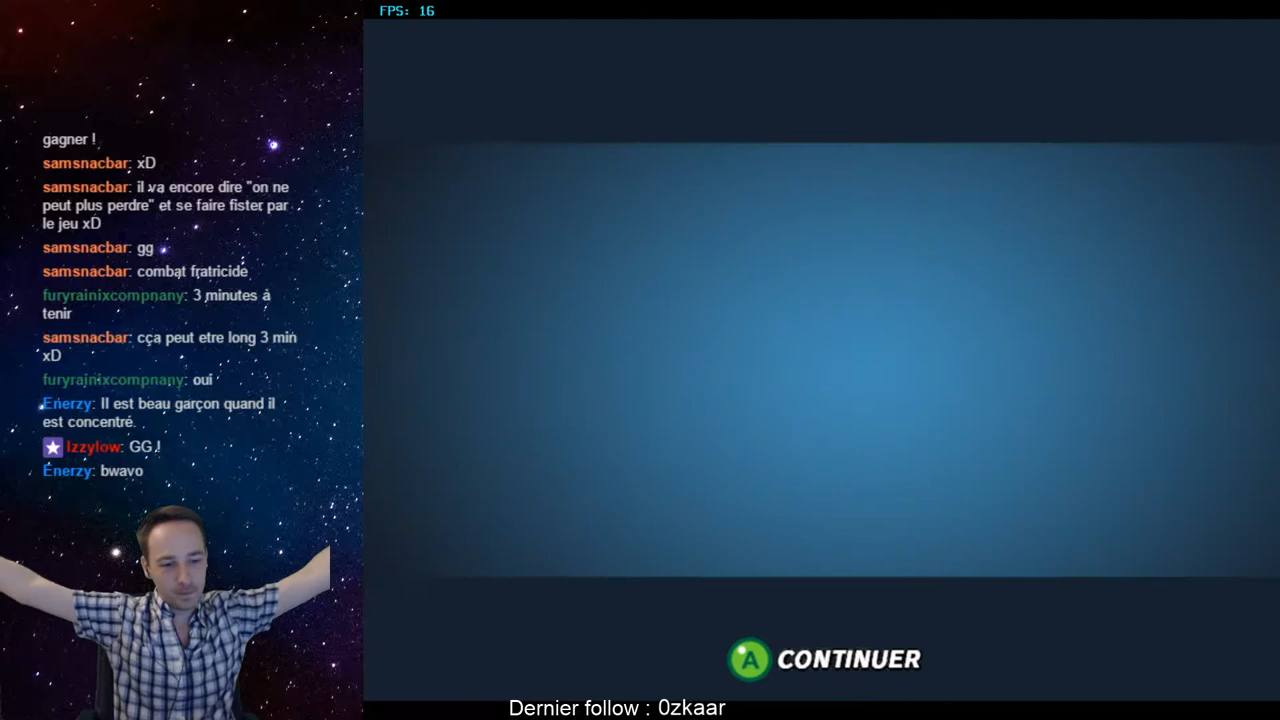 FPS: 16
gagner !
samsnacbar: xD
samsnacbar: il va encore dire "on ne
peut plus perdre" et se faire fister par
le jeu xD
samsnacbar: gg
samsnacbar: combat fratricide
furyrainixcompnany: 3 minutes à
tenir
samsnacbar: cça peut etre long 3 min
xD
furyrainixcompnany: oui
Enerzy: Il est beau garçon quand il
est concentré.
Izzylow: GG !
Enerzy: bwavo
A CONTINUER
Dernier follow : 0zkaar